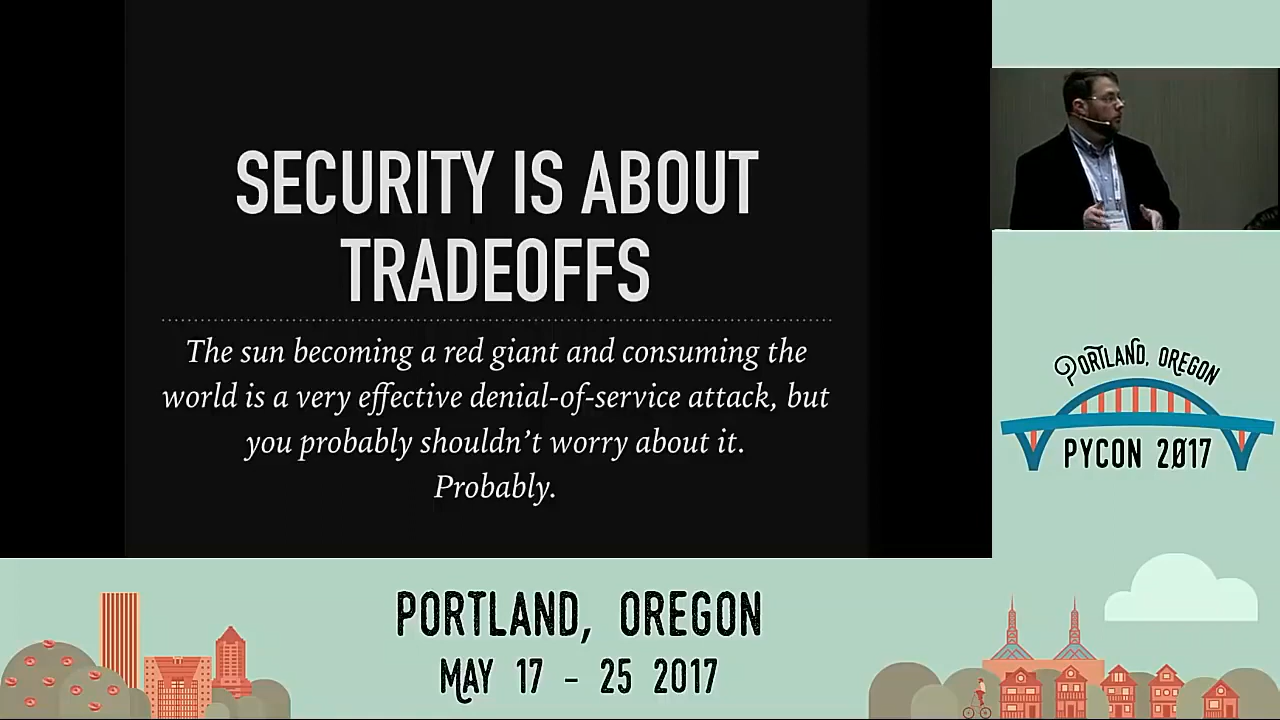 SECURITY IS ABOUT
TRADEOFFS
The sun becoming a red giant and consuming the
world is a very effective denial-of-service attack, but
you probably shouldn't worry about it.
Probably.
PORTLAND, OREGON
PYCON 2017
PORTLAND, OREGON
MAY 17 - 25 2017